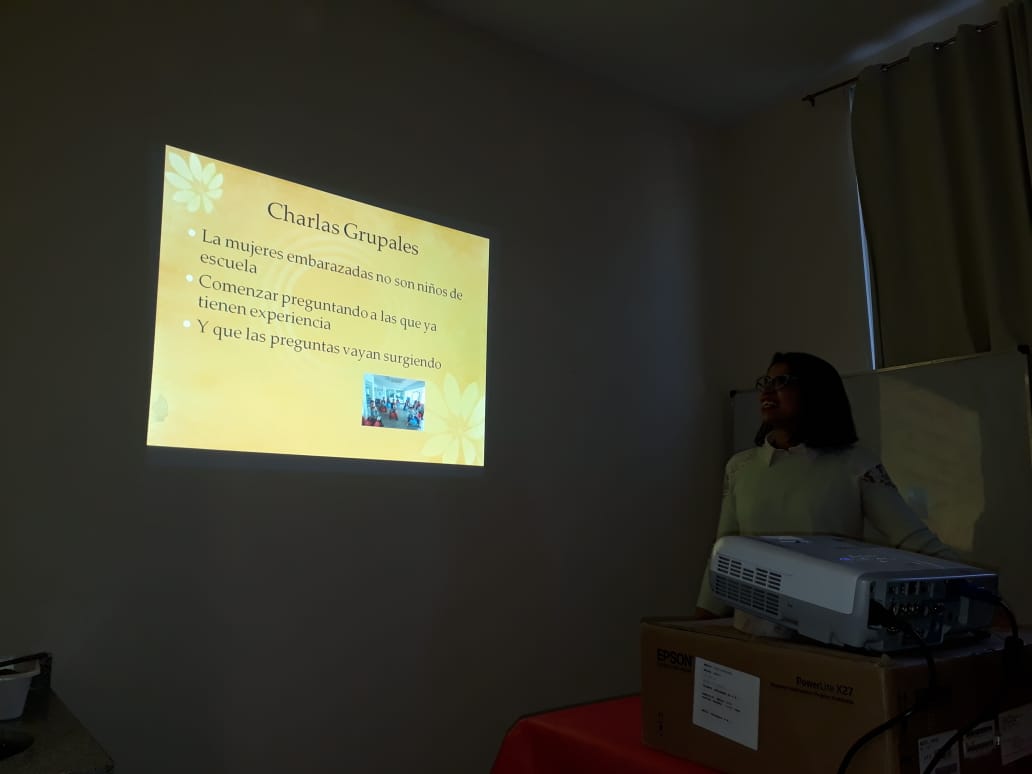 Charlas Grupales
La mujeres embarazadas no son niños de
escuela
Comenzar preguntando a las que ya
tienen experiencia
Y que las preguntas vayan surgiendo
EPSON
PowerLite X27